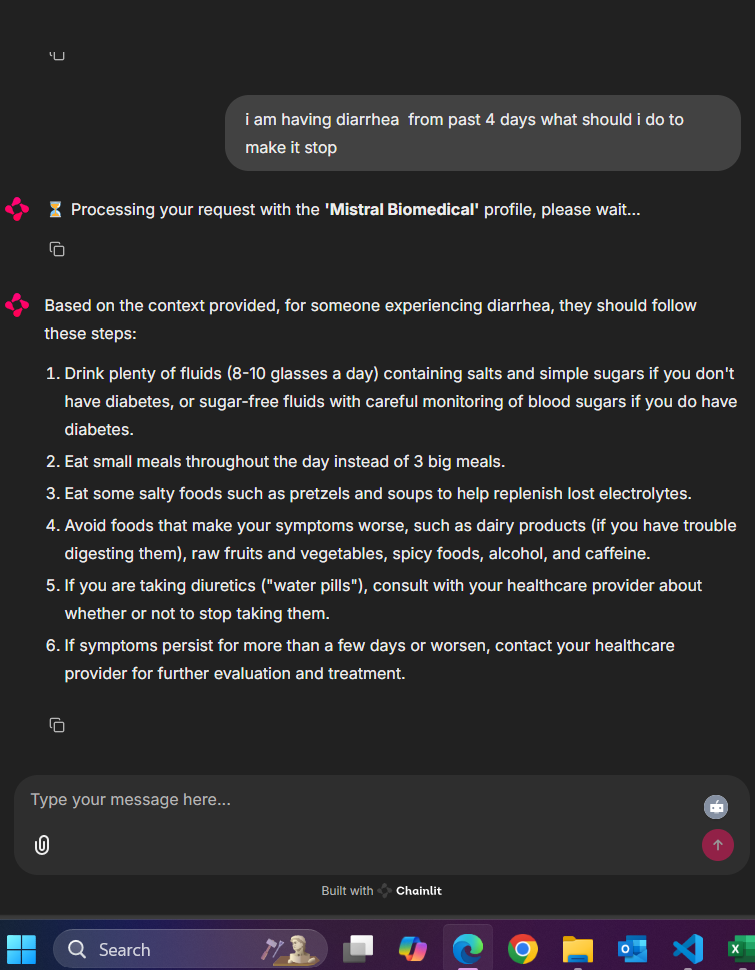 i am having diarrhea  from past 4 days what should i do to
make it stop
⏳ Processing your request with the 'Mistral Biomedical' profile, please wait...
Based on the context provided, for someone experiencing diarrhea, they should follow
these steps:
1. Drink plenty of fluids (8-10 glasses a day) containing salts and simple sugars if you don't
have diabetes, or sugar-free fluids with careful monitoring of blood sugars if you do have
diabetes.
2. Eat small meals throughout the day instead of 3 big meals.
3. Eat some salty foods such as pretzels and soups to help replenish lost electrolytes.
4. Avoid foods that make your symptoms worse, such as dairy products (if you have trouble
digesting them), raw fruits and vegetables, spicy foods, alcohol, and caffeine.
5. If you are taking diuretics ("water pills"), consult with your healthcare provider about
whether or not to stop taking them.
6. If symptoms persist for more than a few days or worsen, contact your healthcare
provider for further evaluation and treatment.
Type your message here...
Built with Chainlit
Search